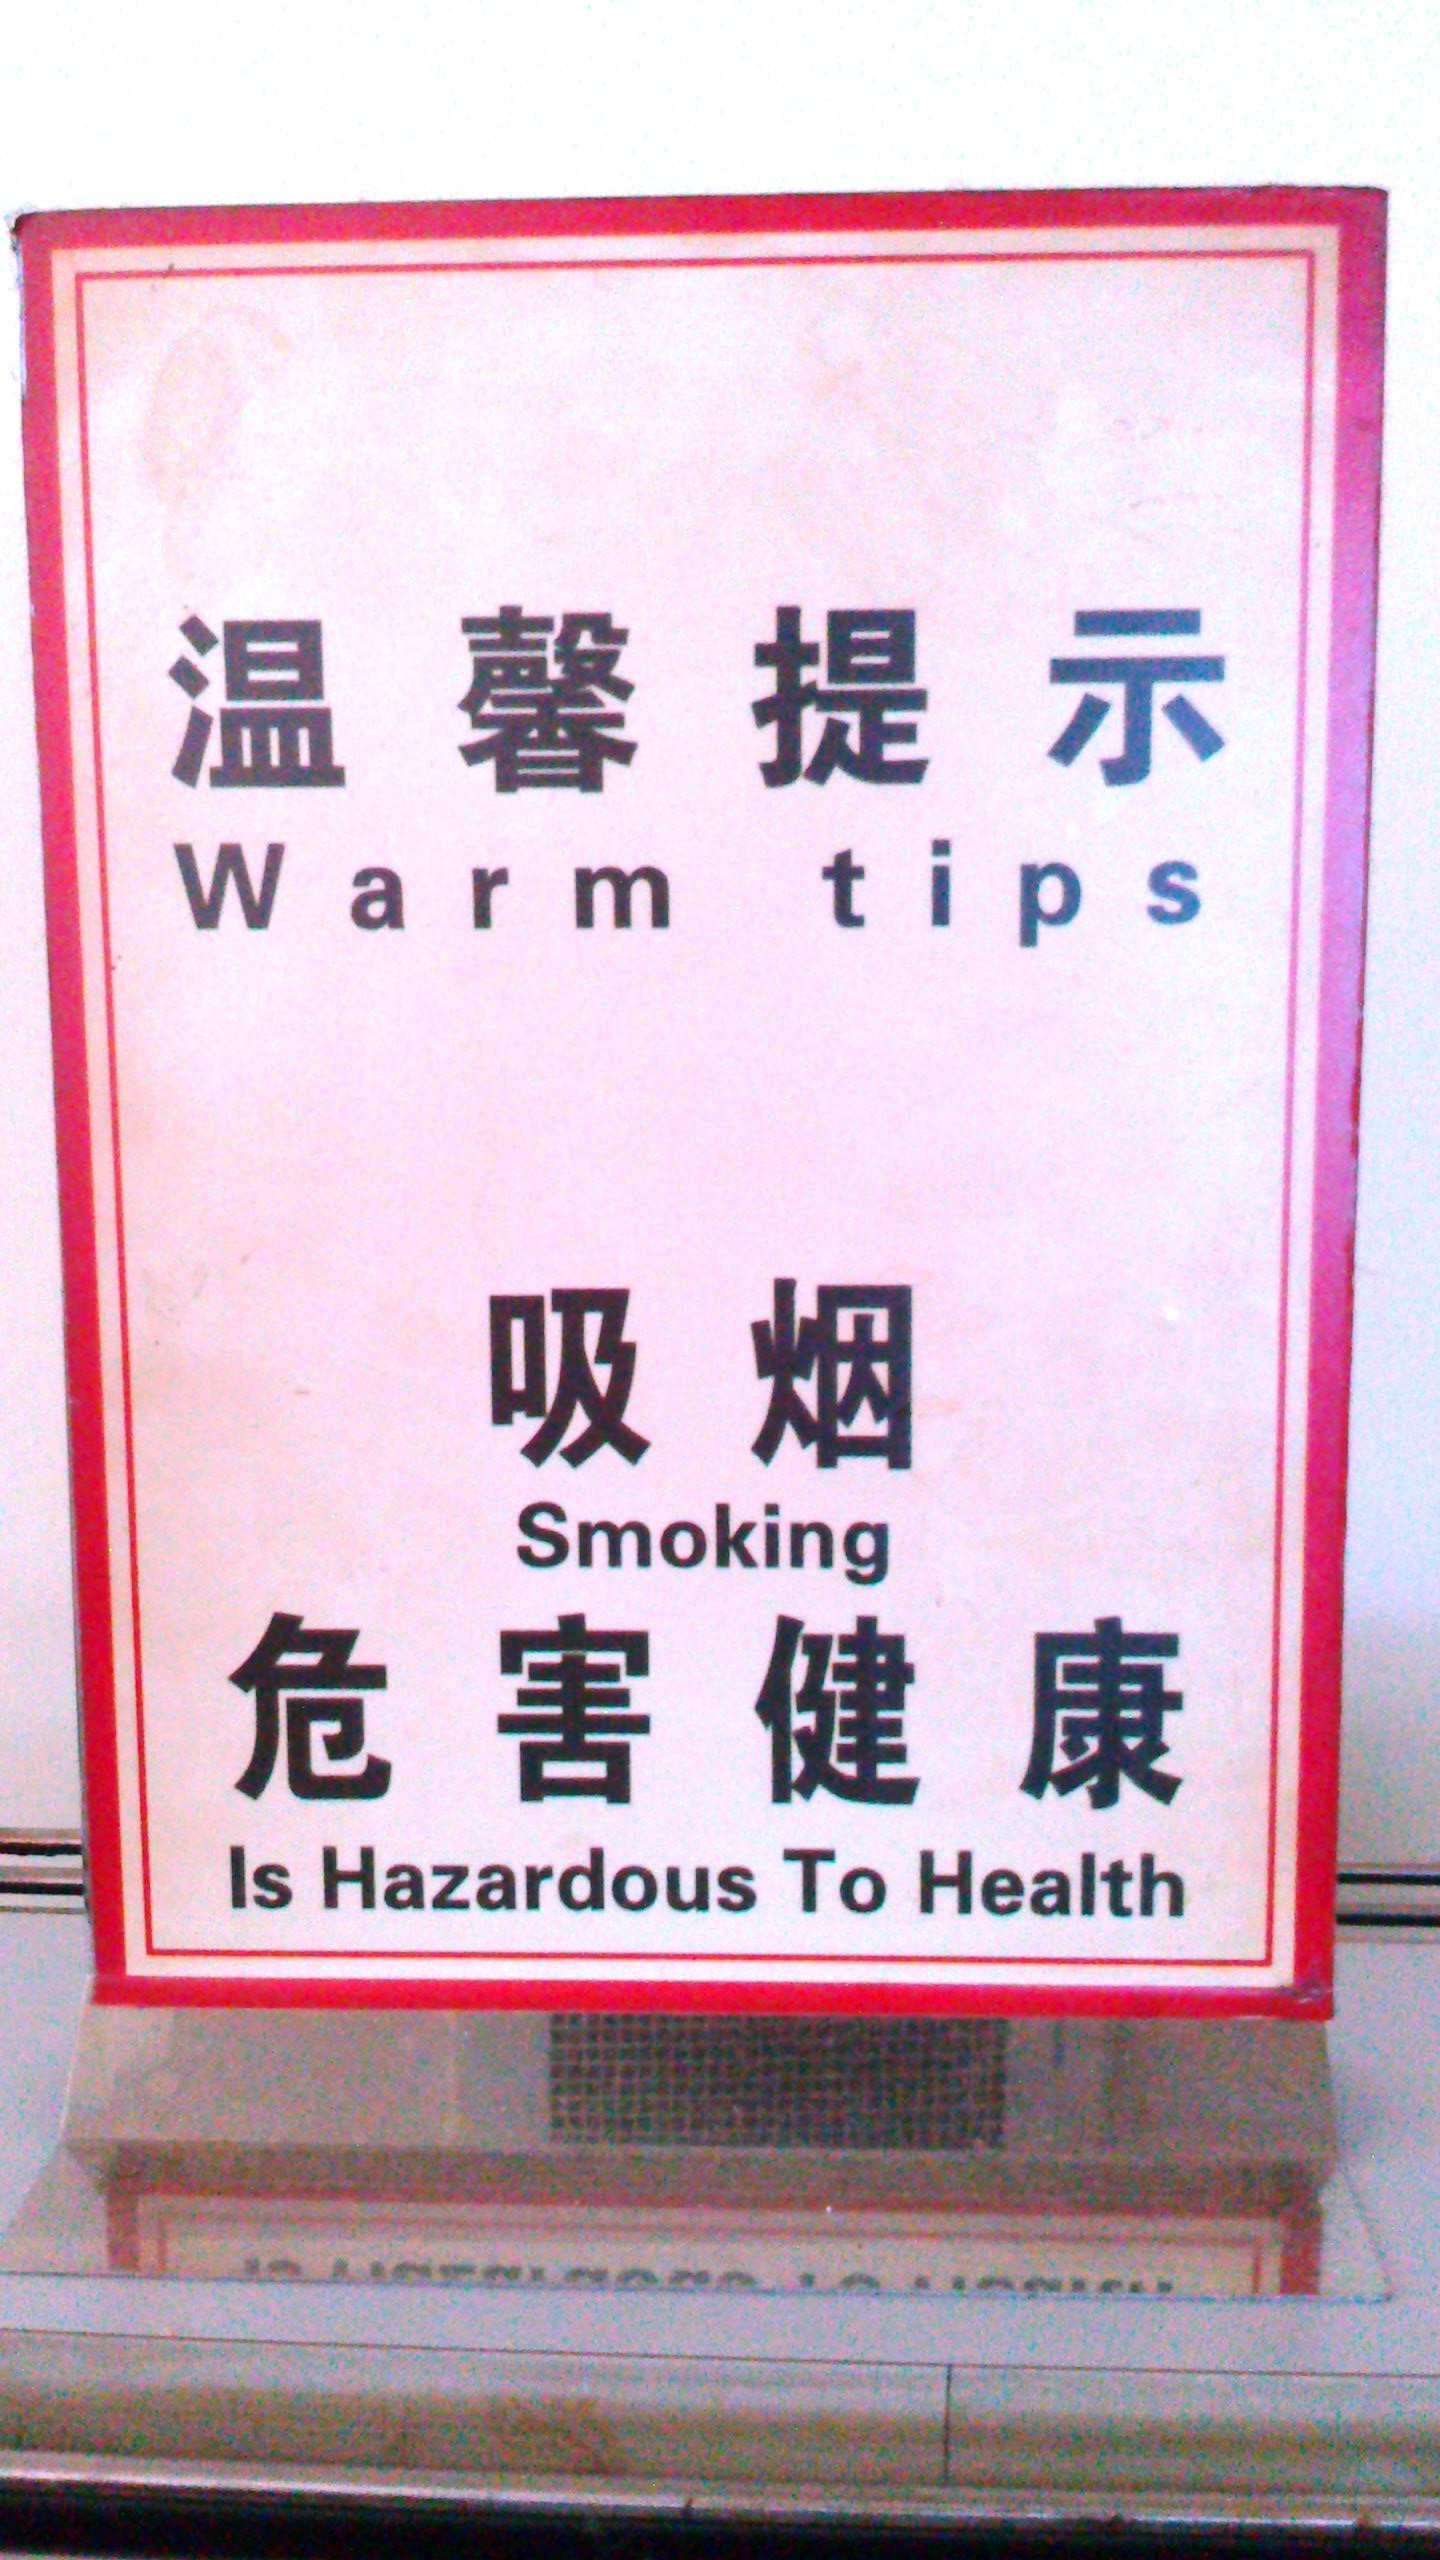 温馨提示
Warm tips
吸烟
Smoking
危害健康
Is Hazardous To Health